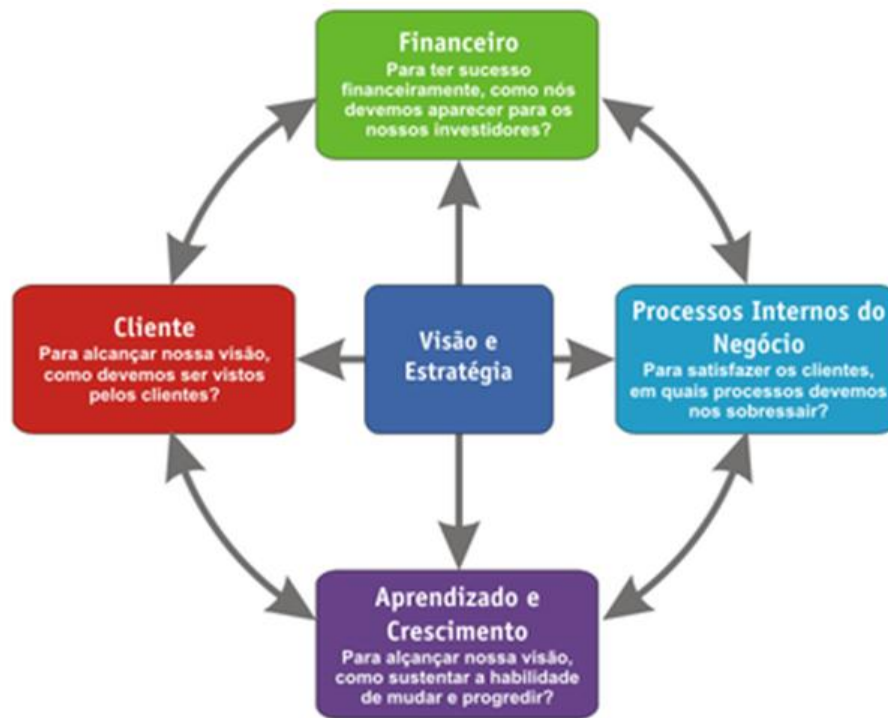 Financeiro
Para ter sucesso
financeiramente, como nós
devemos aparecer para os
nossos investidores?
Cliente
Para alcançar nossa visão,
como devemos ser vistos
pelos clientes?
Visão e
Estratégia
Processos Internos do
Negócio
Para satisfazer os clientes,
em quais processos devemos
nos sobressair?
Aprendizado e
Crescimento
Para alçançar nossa visão,
como sustentar a habilidade
de mudar e progredir?